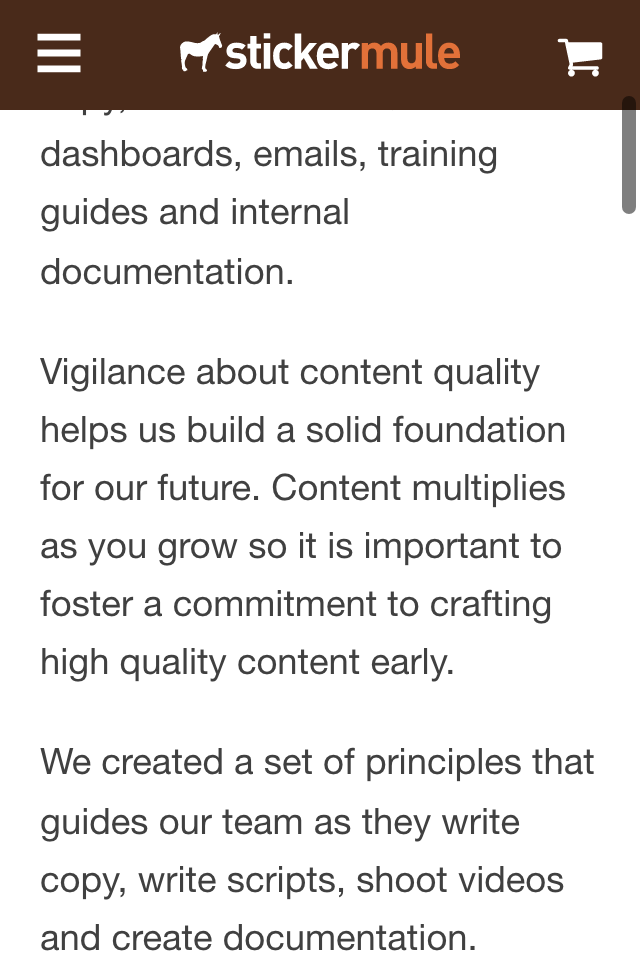 stickermule
dashboards, emails, training
guides and internal
documentation.
Vigilance about content quality
helps us build a solid foundation
for our future. Content multiplies
as you grow so it is important to
foster a commitment to crafting
high quality content early.
We created a set of principles that
guides our team as they write
copy, write scripts, shoot videos
and create documentation.